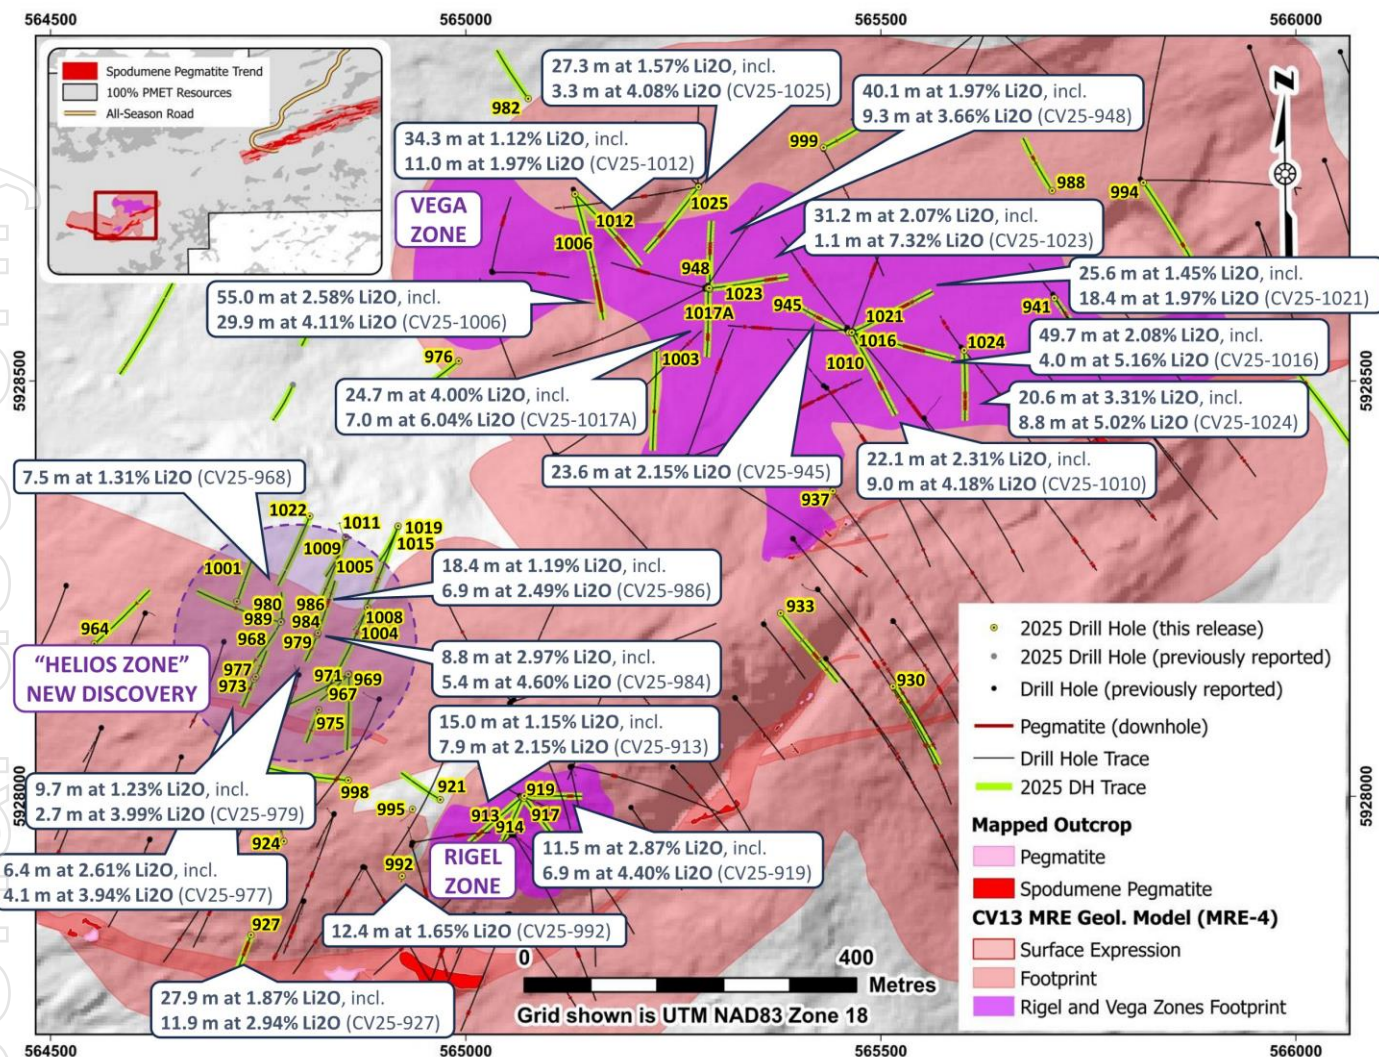 564500
565000
565500
566000
Spodumene Pegmatite Trend
100% PMET Resources
All-Season Road
982
27.3 m at 1.57% Li2O, incl.
3.3 m at 4.08% Li2O (CV25-1025)
40.1 m at 1.97% Li2O, incl.
9.3 m at 3.66% Li2O (CV25-948)
999
34.3 m at 1.12% Li2O, incl.
11.0 m at 1.97% Li2O (CV25-1012)
988
994
VEGA
ZONE
1025
1012
1006
31.2 m at 2.07% Li2O, incl.
1.1 m at 7.32% Li2O (CV25-1023)
948
1023
945
1017A
1021
941
25.6 m at 1.45% Li2O, incl.
18.4 m at 1.97% Li2O (CV25-1021)
55.0 m at 2.58% Li2O, incl.
29.9 m at 4.11% Li2O (CV25-1006)
1016
1024
1003
1010
976
49.7 m at 2.08% Li2O, incl.
4.0 m at 5.16% Li2O (CV25-1016)
5928500
5928500
24.7 m at 4.00% Li2O, incl.
7.0 m at 6.04% Li2O (CV25-1017A)
20.6 m at 3.31% Li2O, incl.
8.8 m at 5.02% Li2O (CV25-1024)
7.5 m at 1.31% Li2O (CV25-968)
23.6 m at 2.15% Li2O (CV25-945)
22.1 m at 2.31% Li2O, incl.
9.0 m at 4.18% Li2O (CV25-1010)
937
1022
1011
1019
1009
1015
1001
1005
18.4 m at 1.19% Li2O, incl.
6.9 m at 2.49% Li2O (CV25-986)
980
986
989
984
1008
968
979
1004
964
933
"HELIOS ZONE"
NEW DISCOVERY
977
973
971
969
967
975
8.8 m at 2.97% Li2O, incl.
5.4 m at 4.60% Li2O (CV25-984)
930
15.0 m at 1.15% Li2O, incl.
7.9 m at 2.15% Li2O (CV25-913)
2025 Drill Hole (this release)
2025 Drill Hole (previously reported)
Drill Hole (previously reported)
Pegmatite (downhole)
Drill Hole Trace
2025 DH Trace
Mapped Outcrop
Pegmatite
Spodumene Pegmatite
CV13 MRE Geol. Model (MRE-4)
Surface Expression
Footprint
Rigel and Vega Zones Footprint
9.7 m at 1.23% Li2O, incl.
2.7 m at 3.99% Li2O (CV25-979)
998
921
995
919
913
917
914
5928000
5928000
924
992
RIGEL
ZONE
11.5 m at 2.87% Li2O, incl.
6.9 m at 4.40% Li2O (CV25-919)
6.4 m at 2.61% Li2O, incl.
4.1 m at 3.94% Li2O (CV25-977)
927
12.4 m at 1.65% Li2O (CV25-992)
27.9 m at 1.87% Li2O, incl.
11.9 m at 2.94% Li2O (CV25-927)
0
400
Metres
Grid shown is UTM NAD83 Zone 18
564500
565000
565500
566000